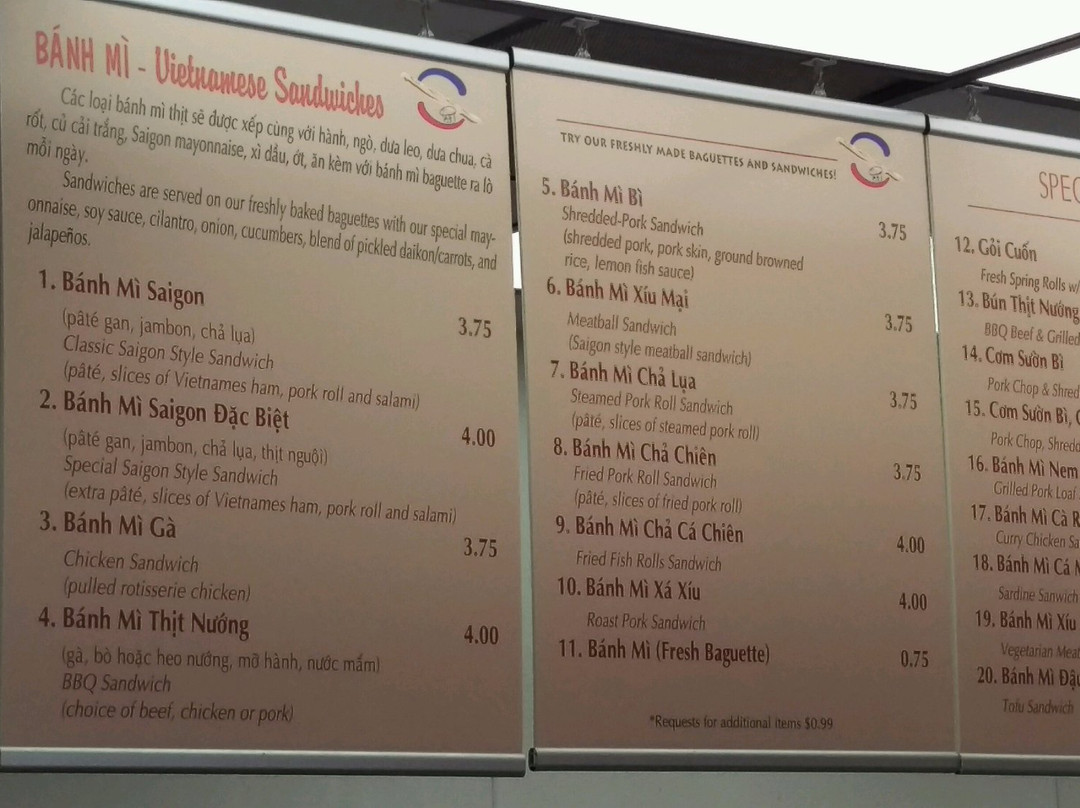 BÁNH MÌ - Vietnamese Sandwiches
Các loại bánh mì thịt sẽ được xếp cùng với hành, ngò, dưa leo, dưa chua, cà
rốt, củ cải trắng, Saigon mayonnaise, xì dầu, ớt, ăn kèm với bánh mì baguette ra lò
mỗi ngày.
Sandwiches are served on our freshly baked baguettes with our special may-
onnaise, soy sauce, cilantro, onion, cucumbers, blend of pickled daikon/carrots, and
jalapeños.
1. Bánh Mì Saigon 3.75
(pâté gan, jambon, chả lụa)
Classic Saigon Style Sandwich
(pâté, slices of Vietnames ham, pork roll and salami)
2. Bánh Mì Saigon Đặc Biệt 4.00
(pâté gan, jambon, chả lụa, thịt nguội)
Special Saigon Style Sandwich
(extra pâté, slices of Vietnames ham, pork roll and salami)
3. Bánh Mì Gà 3.75
Chicken Sandwich
(pulled rotisserie chicken)
4. Bánh Mì Thịt Nướng 4.00
(gà, bò hoặc heo nướng, mỡ hành, nước mắm)
BBQ Sandwich
(choice of beef, chicken or pork)
TRY OUR FRESHLY MADE BAGUETTES AND SANDWICHES!
5. Bánh Mì Bì 3.75
Shredded-Pork Sandwich
(shredded pork, pork skin, ground browned
rice, lemon fish sauce)
6. Bánh Mì Xíu Mại 3.75
Meatball Sandwich
(Saigon style meatball sandwich)
7. Bánh Mì Chả Lụa 3.75
Steamed Pork Roll Sandwich
(pâté, slices of steamed pork roll)
8. Bánh Mì Chả Chiên 3.75
Fried Pork Roll Sandwich
(pâté, slices of fried pork roll)
9. Bánh Mì Chả Cá Chiên 4.00
Fried Fish Rolls Sandwich
10. Bánh Mì Xá Xíu 4.00
Roast Pork Sandwich
11. Bánh Mì (Fresh Baguette) 0.75
*Requests for additional items $0.99
SPEC
12. Gỏi Cuốn
Fresh Spring Rolls w/
13. Bún Thịt Nướng
BBQ Beef & Grilled
14. Cơm Sườn Bì
Pork Chop & Shred
15. Cơm Sườn Bì,
Pork Chop, Shredd
16. Bánh Mì Nem
Grilled Pork Loaf
17. Bánh Mì Cà R
Curry Chicken Sa
18. Bánh Mì Cá
Sardine Sanwich
19. Bánh Mì Xíu
Vegetarian Meat
20. Bánh Mì Đậu
Tofu Sandwich